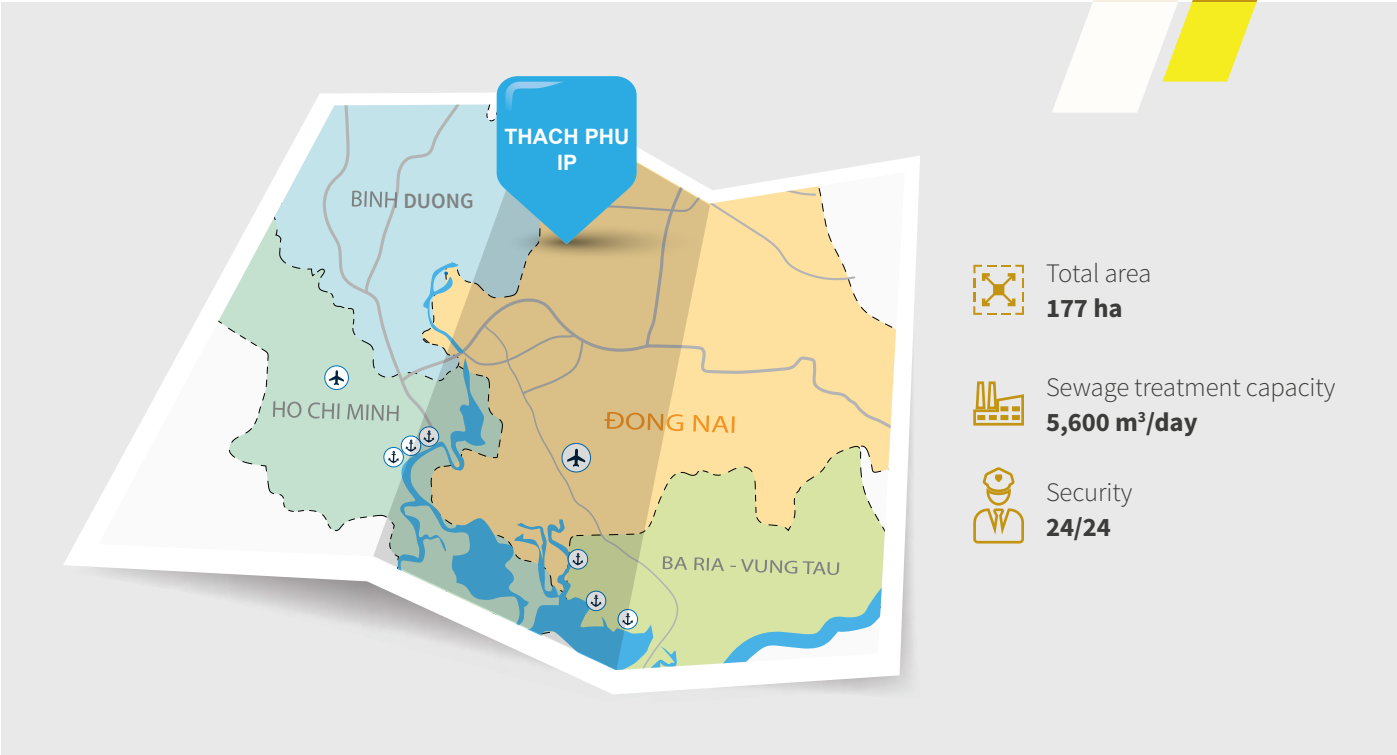 THACH PHU
IP
BINH DUONG
HO CHI MINH
ĐONG NAI
BA RIA - VUNG TAU
Total area
177 ha
Sewage treatment capacity
5,600 m³/day
Security
24/24